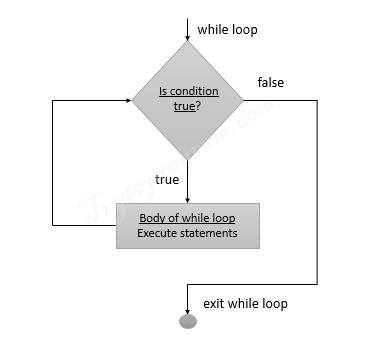 while loop
Is condition
true?
false
true
Body of while loop
Execute statements
exit while loop